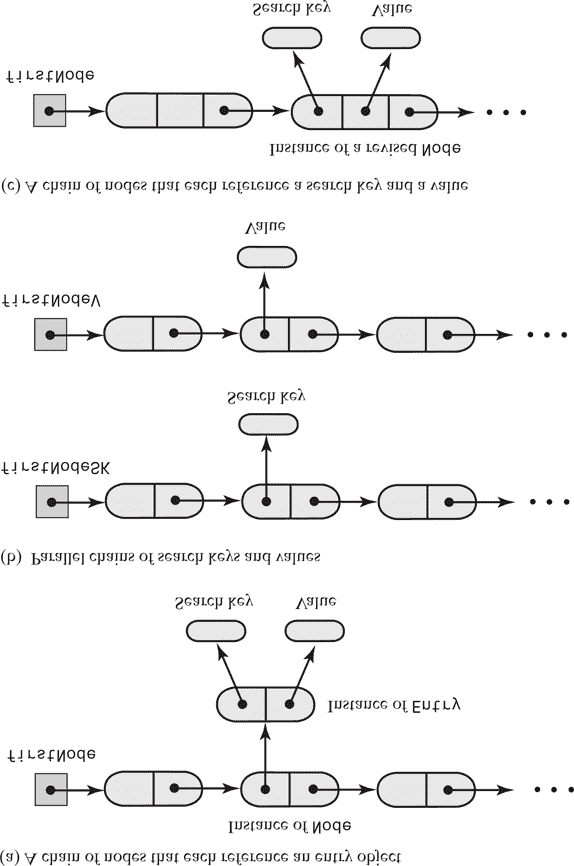 (a) A chain of nodes that each reference an entry object
Instance of Node
firstNode
Instance of Entry
Search key
Value
(b) Parallel chains of search keys and values
firstNodeSK
Search key
firstNodeV
Value
(c) A chain of nodes that each reference a search key and a value
Instance of a revised Node
firstNode
Search key
Value